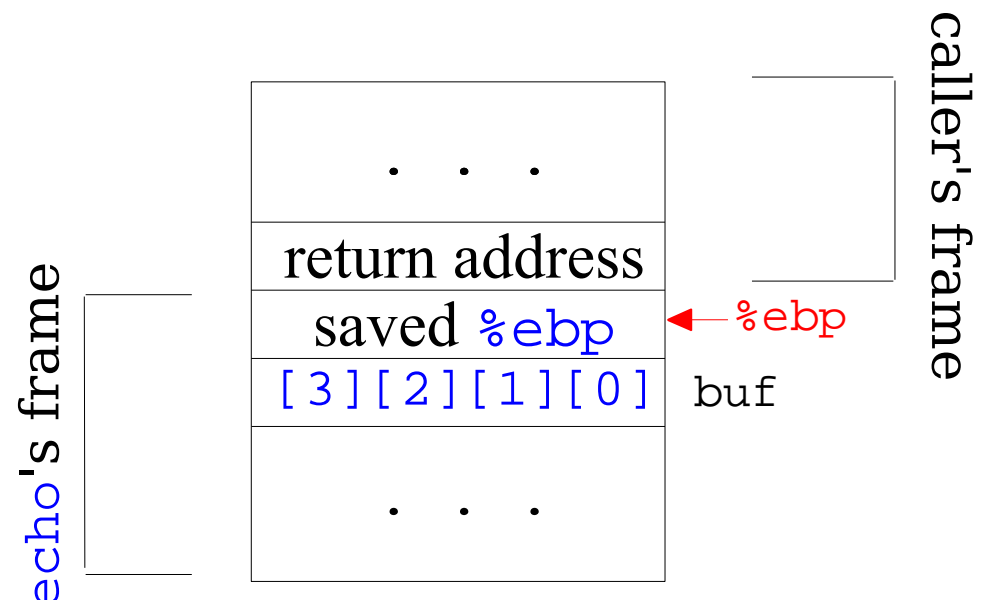 caller's frame
. . .
return address
saved %ebp
%ebp
[3][2][1][0]
buf
. . .
echo's frame